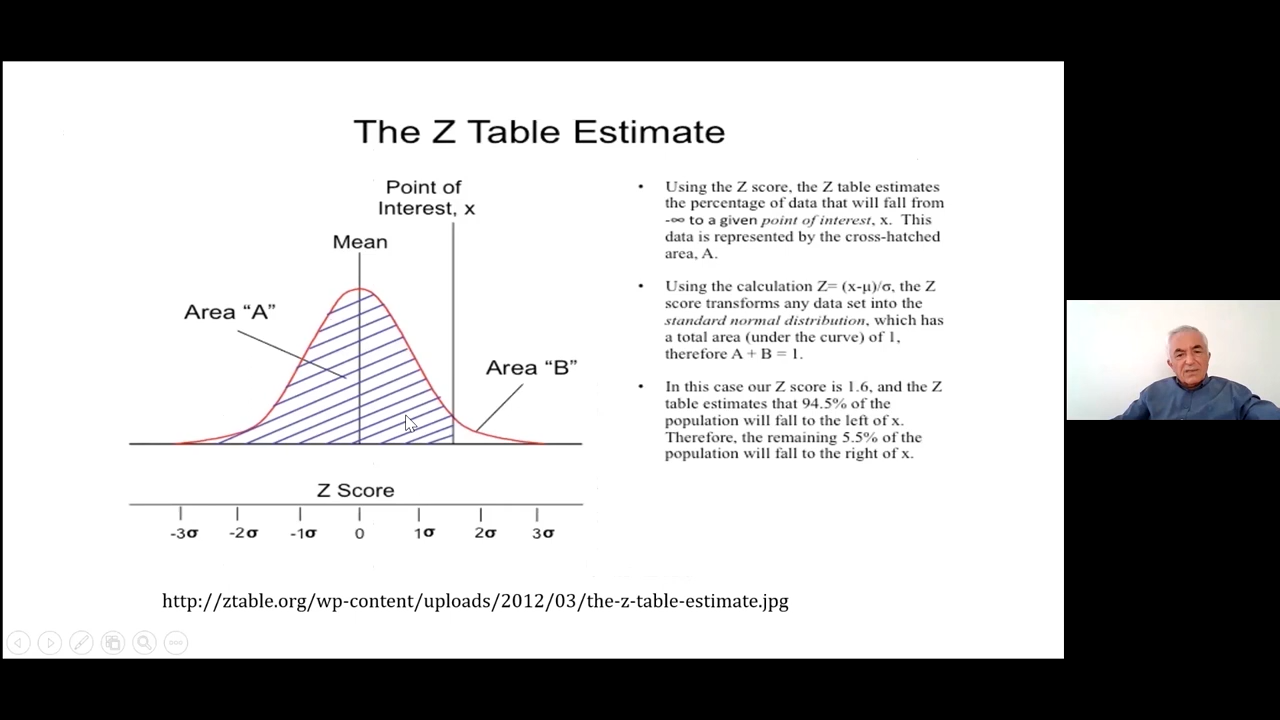 The Z Table Estimate
Point of
Interest, x
Mean
Area “A”
Area “B”
Z Score
-3σ -2σ -1σ 0 1σ 2σ 3σ
• Using the Z score, the Z table estimates
the percentage of data that will fall from
-∞ to a given point of interest, x. This
data is represented by the cross-hatched
area, A.
• Using the calculation Z= (x-μ)/σ, the Z
score transforms any data set into the
standard normal distribution, which has
a total area (under the curve) of 1,
therefore A + B = 1.
• In this case our Z score is 1.6, and the Z
table estimates that 94.5% of the
population will fall to the left of x.
Therefore, the remaining 5.5% of the
population will fall to the right of x.
http://ztable.org/wp-content/uploads/2012/03/the-z-table-estimate.jpg